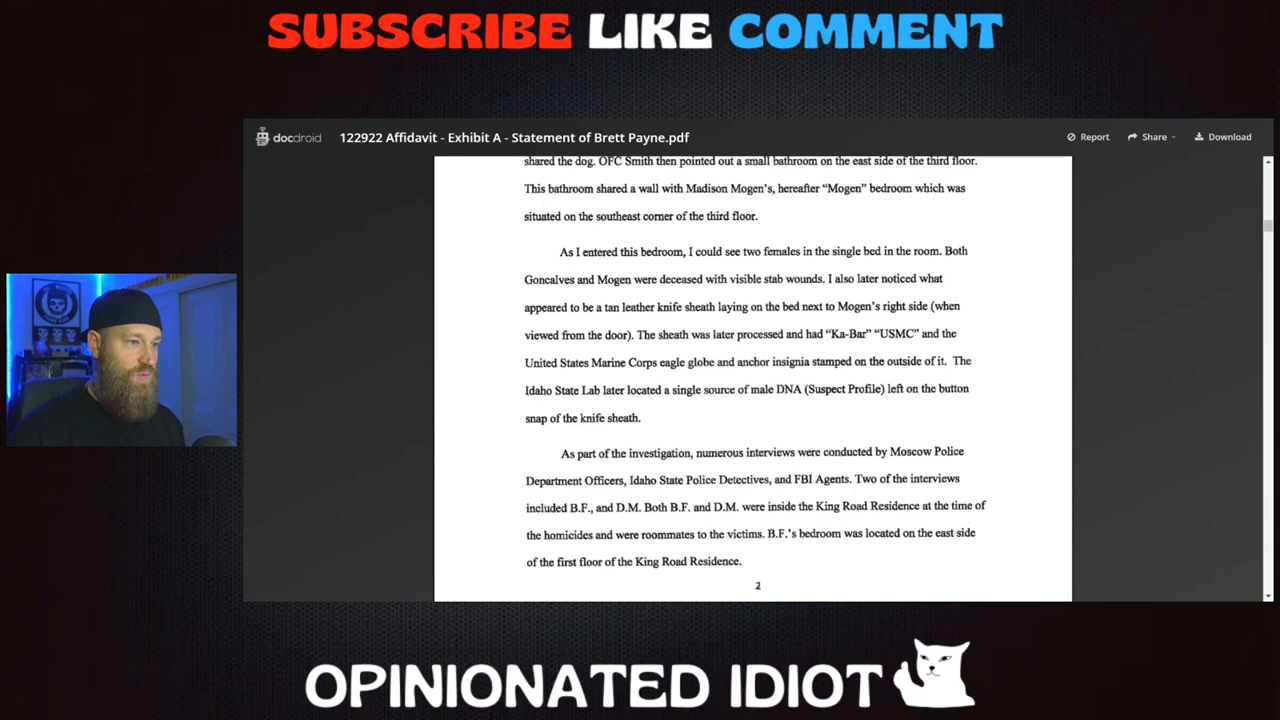 SUBSCRIBE LIKE COMMENT
docdroid 122922 Affidavit - Exhibit A - Statement of Brett Payne.pdf Report Share Download
shared the dog. OFC Smith then pointed out a small bathroom on the east side of the third floor.
This bathroom shared a wall with Madison Mogen's, hereafter "Mogen" bedroom which was
situated on the southeast corner of the third floor.
As I entered this bedroom, I could see two females in the single bed in the room. Both
Goncalves and Mogen were deceased with visible stab wounds. I also later noticed what
appeared to be a tan leather knife sheath laying on the bed next to Mogen's right side (when
viewed from the door). The sheath was later processed and had "Ka-Bar" "USMC" and the
United States Marine Corps eagle globe and anchor insignia stamped on the outside of it. The
Idaho State Lab later located a single source of male DNA (Suspect Profile) left on the button
snap of the knife sheath.
As part of the investigation, numerous interviews were conducted by Moscow Police
Department Officers, Idaho State Police Detectives, and FBI Agents. Two of the interviews
included B.F., and D.M. Both B.F. and D.M. were inside the King Road Residence at the time of
the homicides and were roommates to the victims. B.F.'s bedroom was located on the east side
of the first floor of the King Road Residence.
2
OPINIONATED IDIOT